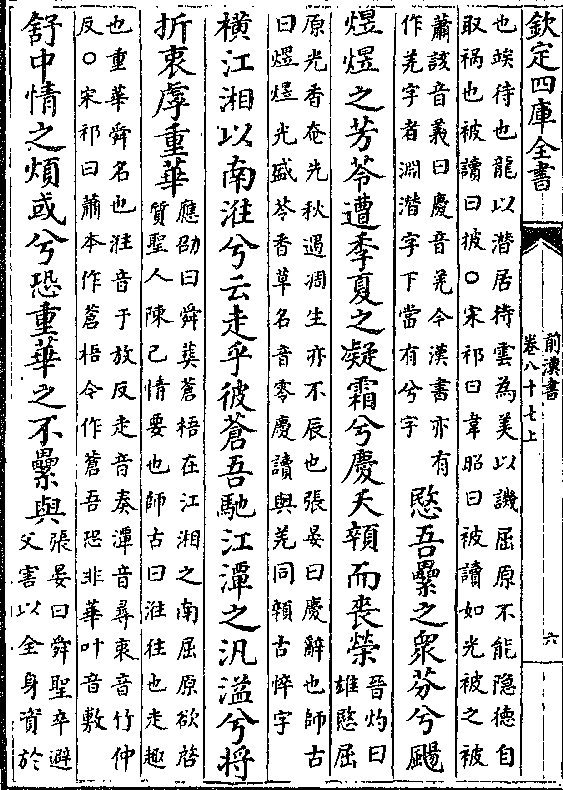 欽定四庫全書
前漢書
卷八十七上
六
也竢待也龍以潛居待雲為美以譏屈原不能隐德自
取禍也被讀曰披○宋祁曰韋昭曰被讀如光被之被
蕭該音義曰慶音羌今漢書亦有
作羌字者淵潛字下當有兮字
愍吾纍之衆芬兮颺
煜煜之芳苓遭季夏之凝霜兮慶夭顇而喪榮
晉灼曰
雄愍屈
原光香奄先秋遇凋生亦不辰也張晏曰慶辭也師古
曰煜煜光盛苓香草名音零慶讀與羌同顇古悴字
横江湘以南淮兮云走乎彼蒼吾馳江潭之汎溢兮将
折衷虖重華
應劭曰舜葬蒼梧在江湘之南屈原欲啓
質聖人陳己情要也師古曰淮往也走趣
也重華舜名也淮音于放反走音奏潭音尋衷音竹仲
反○宋祁曰蕭本作蒼梧今作蒼吾恐非華叶音敷
舒中情之煩或兮恐重華之不纍與
張晏曰舜聖卒避
父害以全身資於